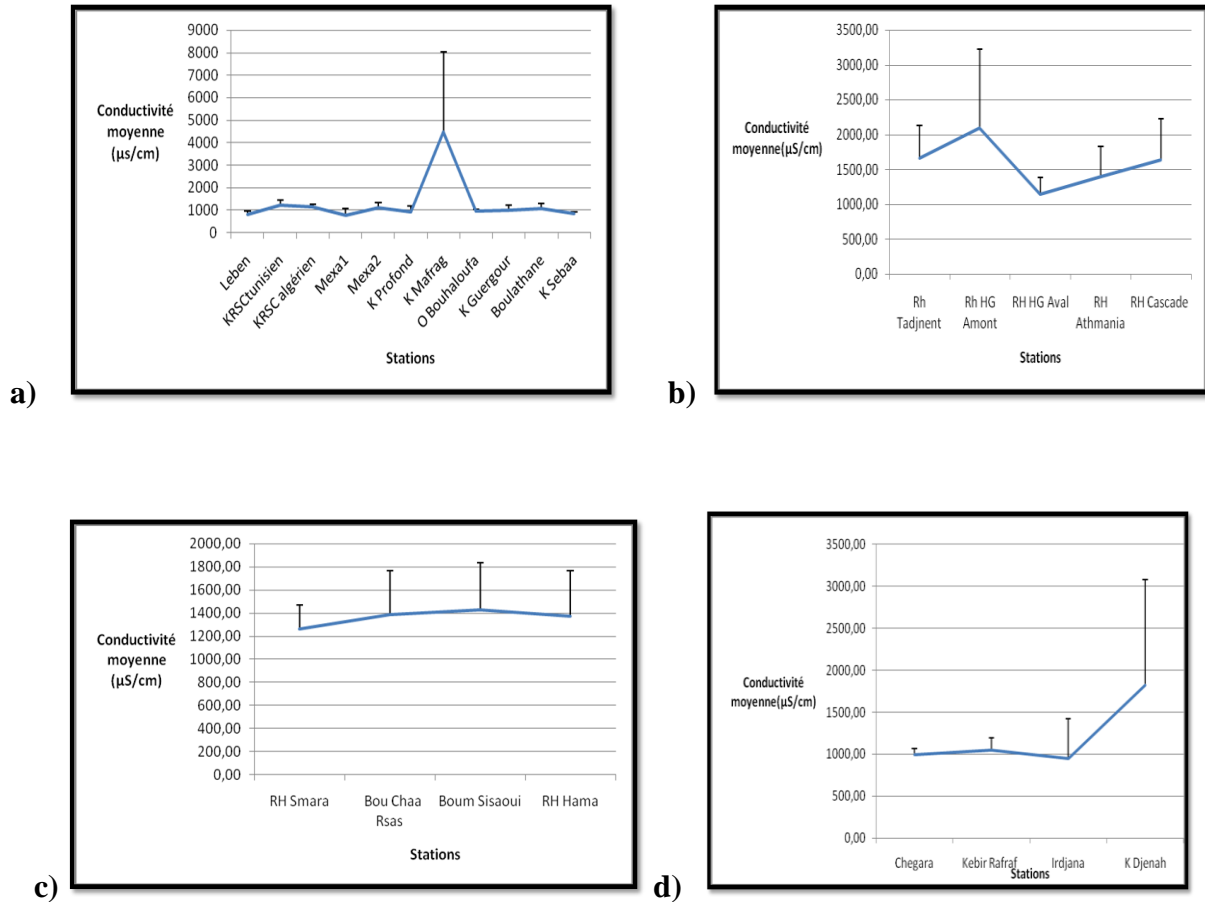 9000
8000
7000
6000
5000
4000
3000
2000
1000
0
Conductivité
moyenne
(µs/cm)
Leben
KRSCtunisien
KRSC algérien
Mexa1
Mexa2
K Profond
K Mafrag
O Bouhaloufa
K Guergour
Boulathane
K Sebaa
Stations
a)
3500,00
3000,00
2500,00
2000,00
1500,00
1000,00
500,00
0,00
Conductivité
moyenne(µS/cm)
Rh Tadjnent
Rh HG Amont
RH HG Aval
RH Athmania
RH Cascade
Stations
b)
2000,00
1800,00
1600,00
1400,00
1200,00
1000,00
800,00
600,00
400,00
200,00
0,00
Conductivité
moyenne
(µS/cm)
RH Smara
Bou Chaa Rsas
Boum Sisaoui
RH Hama
Stations
c)
3500,00
3000,00
2500,00
2000,00
1500,00
1000,00
500,00
0,00
Conductivité
moyenne(µS/cm)
Chegara
Kebir Rafraf
Irdjana
K Djenah
Stations
d)